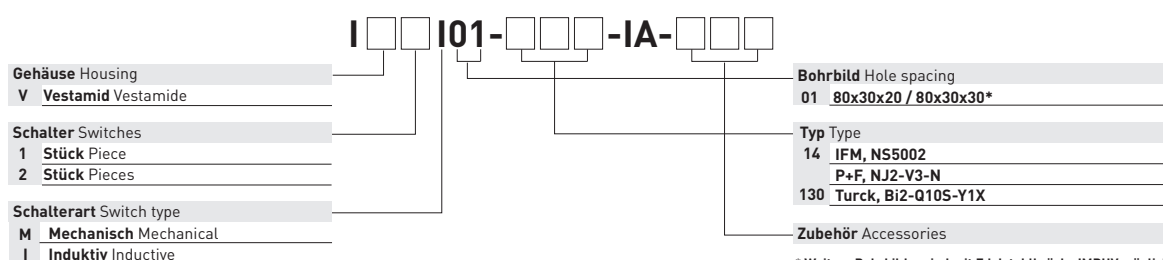 I I01- -IA-
Gehäuse Housing
V Vestamid Vestamide
Schalter Switches
1 Stück Piece
2 Stück Pieces
Schalterart Switch type
M Mechanisch Mechanical
I Induktiv Inductive
Bohrbild Hole spacing
01 80x30x20 / 80x30x30*
Typ Type
14 IFM, NS5002
P+F, NJ2-V3-N
130 Turck, Bi2-Q10S-Y1X
Zubehör Accessories